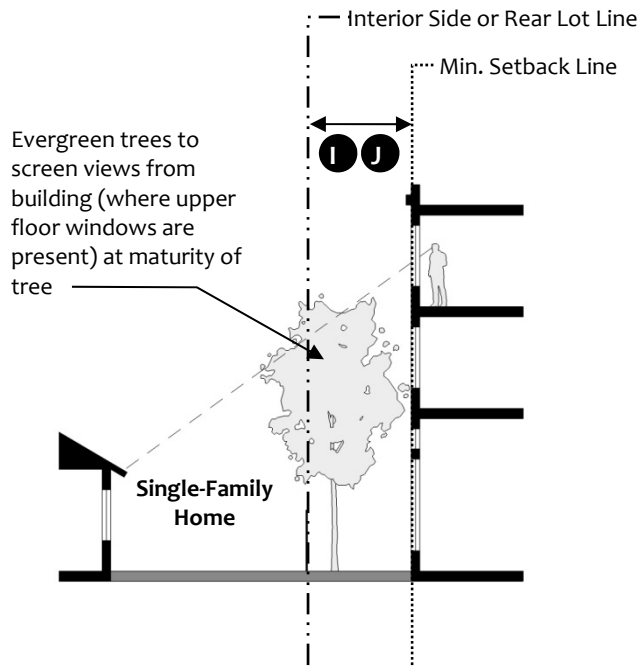 Interior Side or Rear Lot Line
Min. Setback Line
I J
Evergreen trees to
screen views from
building (where upper
floor windows are
present) at maturity of
tree
Single-Family
Home